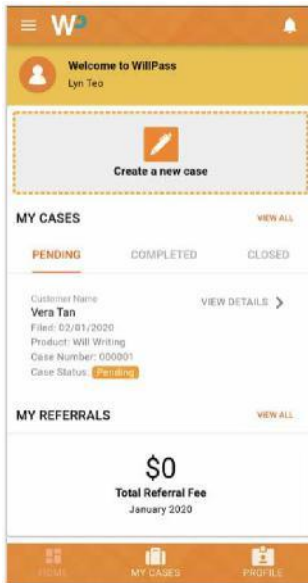 WP
Welcome to WillPass
Lyn Teo
Create a new case
MY CASES
VIEW ALL
PENDING
COMPLETED
CLOSED
Customer Name
VIEW DETAILS
Vera Tan
Filed: 02/01/2020
Product: Will Writing
Case Number: 000001
Case Status: Pending
MY REFERRALS
VIEW ALL
$0
Total Referral Fee
January 2020
HOME
MY CASES
PROFILE